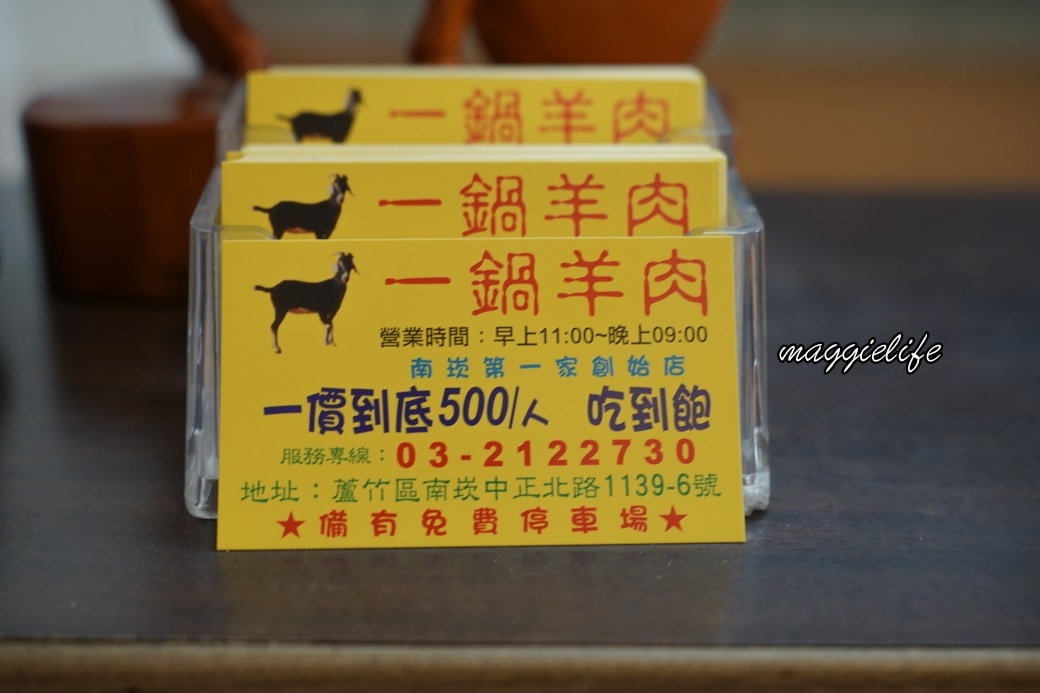 一鍋羊肉
一鍋羊肉
一鍋羊肉
營業時間：早上11:00~晚上09:00
南崁第一家創始店
一價到底500/人 吃到飽
服務專線：03-2122730
地址：蘆竹區南崁中正北路1139-6號
★備有免費停車場★
maggielife